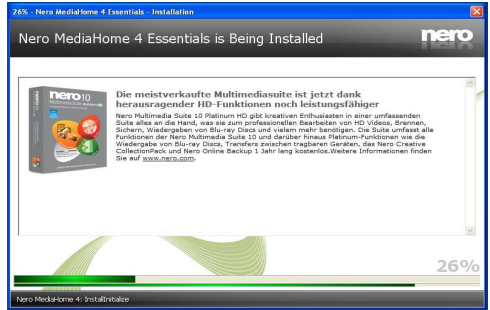 26% - Nero MediaHome 4 Essentials - Installation
Nero MediaHome 4 Essentials is Being Installed
nero
nero 10
Die meistverkaufte Multimediasuite ist jetzt dank
herausragender HD-Funktionen noch leistungsfähiger
Nero Multimedia Suite 10 Platinum HD gibt kreativen Enthusiasten in einer umfassenden
Suite alles an die Hand, was sie zum professionellen Bearbeiten von HD Videos, Brennen,
Sichern, Wiedergeben von Blu-ray Discs und vielem mehr benötigen. Die Suite umfasst alle
Funktionen der Nero Multimedia Suite 10 und darüber hinaus Platinum-Funktionen wie die
Wiedergabe von Blu-ray Discs, Transfers zwischen tragbaren Geräten, das Nero Creative
CollectionPack und Nero Online Backup 1 Jahr lang kostenlos.Weitere Informationen finden
Sie auf www.nero.com.
26%
Nero MediaHome 4: InstallInitialize